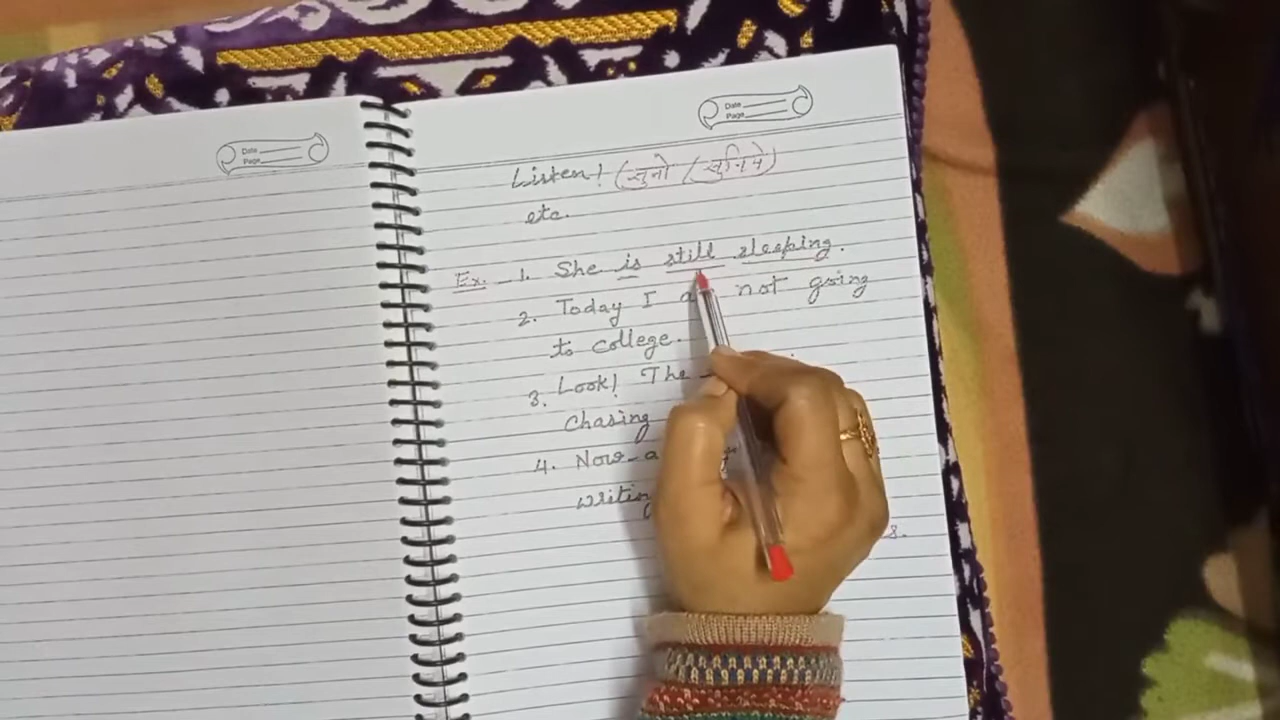 Date
Page
Date
Page
Listen! (सुनो / सुनिये)
etc.
Ex. - 1. She is still sleeping.
2. Today I a not going
to college.
3. Look! The
chasing
4. Now-a
writing
8.